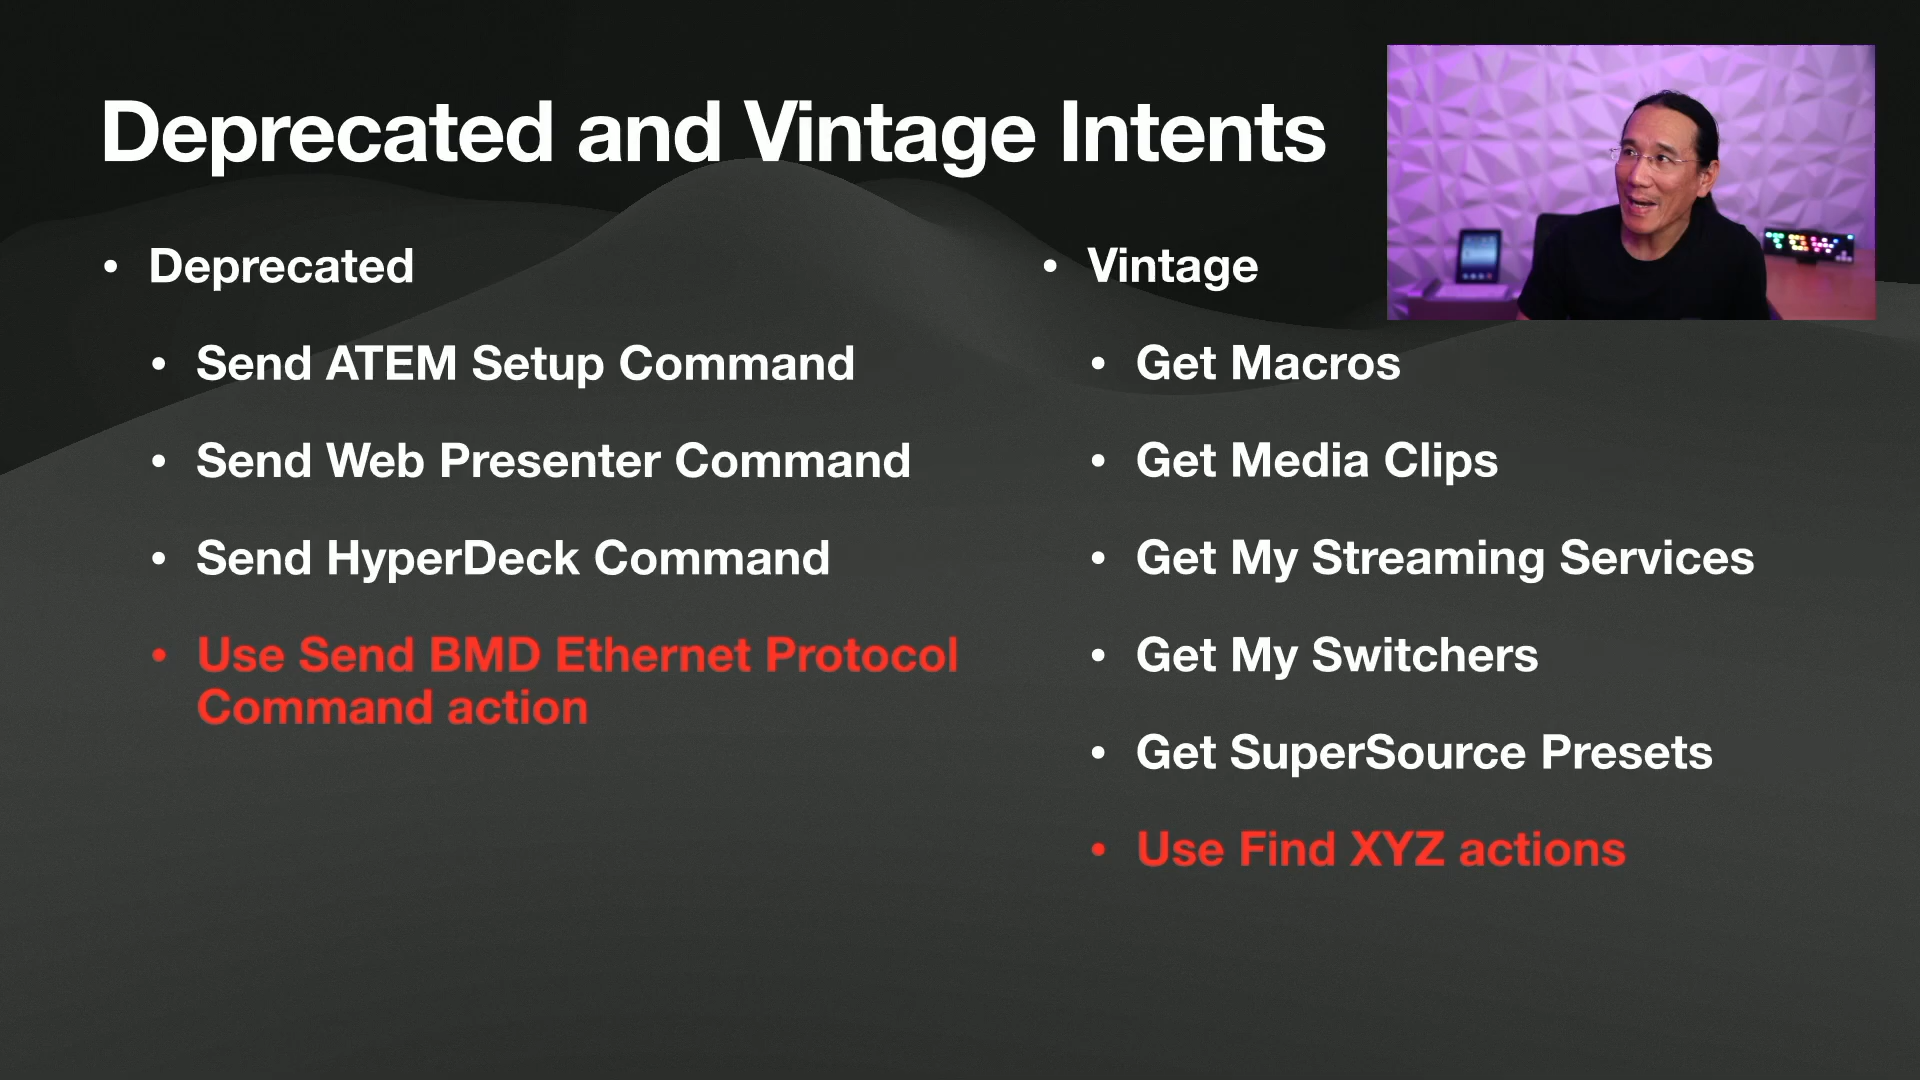 Deprecated and Vintage Intents
• Deprecated
• Send ATEM Setup Command
• Send Web Presenter Command
• Send HyperDeck Command
• Use Send BMD Ethernet Protocol
Command action
• Vintage
• Get Macros
• Get Media Clips
• Get My Streaming Services
• Get My Switchers
• Get SuperSource Presets
• Use Find XYZ actions